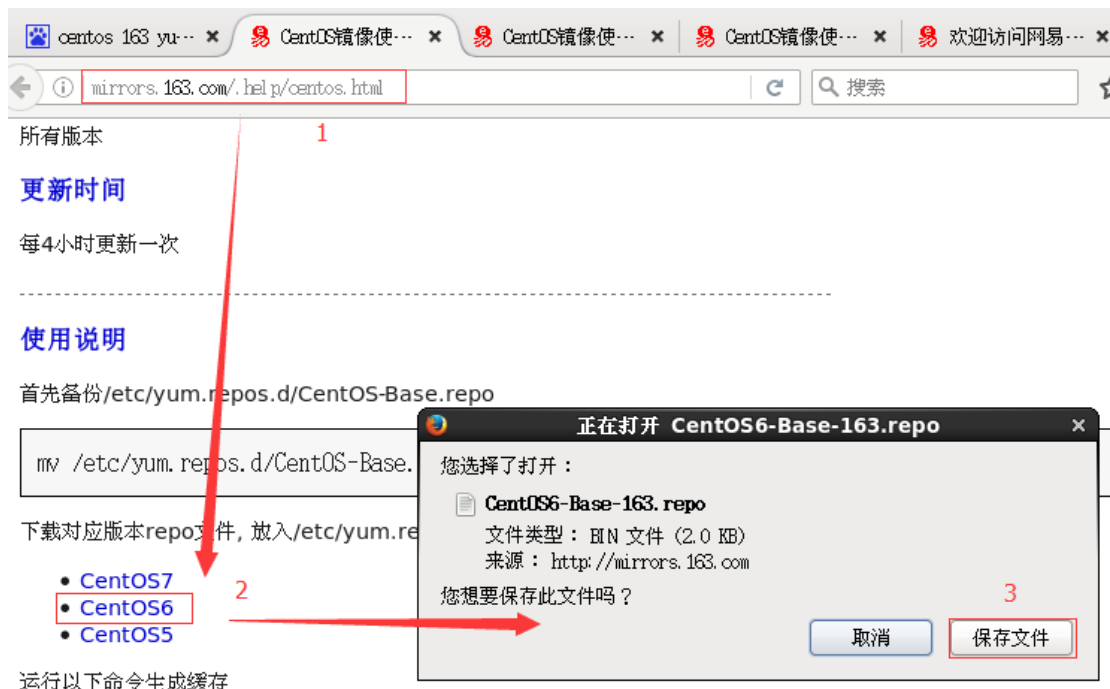 centos 163 yu… CentOS镜像使… CentOS镜像使… CentOS镜像使… 欢迎访问网易…
mirrors.163.com/.help/centos.html 搜索
1
所有版本
更新时间
每4小时更新一次
使用说明
首先备份/etc/yum.repos.d/CentOS-Base.repo
mv /etc/yum.repos.d/CentOS-Base.
下载对应版本repo文件, 放入/etc/yum.re
CentOS7
CentOS6
2
CentOS5
运行以下命令生成缓存
正在打开 CentOS6-Base-163.repo
您选择了打开：
CentOS6-Base-163.repo
文件类型： BIN 文件 (2.0 KB)
来源： http://mirrors.163.com
您想要保存此文件吗？
3
取消 保存文件